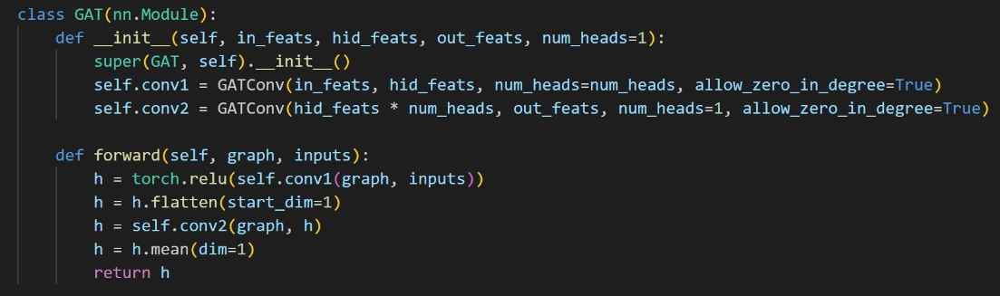 class GAT(nn.Module):
    def __init__(self, in_feats, hid_feats, out_feats, num_heads=1):
        super(GAT, self).__init__()
        self.conv1 = GATConv(in_feats, hid_feats, num_heads=num_heads, allow_zero_in_degree=True)
        self.conv2 = GATConv(hid_feats * num_heads, out_feats, num_heads=1, allow_zero_in_degree=True)
    def forward(self, graph, inputs):
        h = torch.relu(self.conv1(graph, inputs))
        h = h.flatten(start_dim=1)
        h = self.conv2(graph, h)
        h = h.mean(dim=1)
        return h